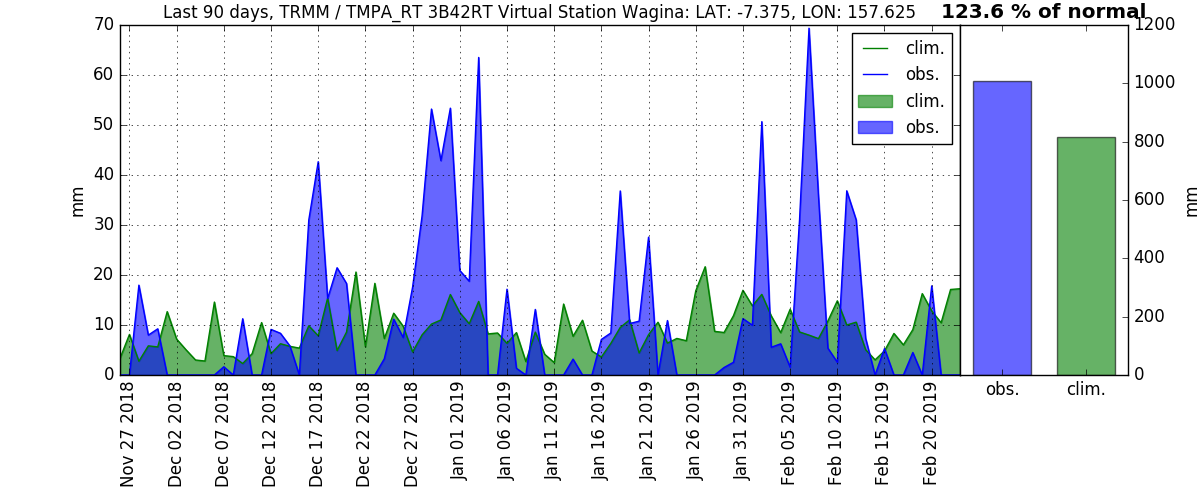 Last 90 days, TRMM / TMPA_RT 3B42RT Virtual Station Wagina: LAT: -7.375, LON: 157.625
123.6 % of normal
70
60
50
40
30
20
10
0
mm
clim.
obs.
clim.
obs.
1200
1000
800
600
400
200
0
mm
obs.
clim.
Nov 27 2018
Dec 02 2018
Dec 07 2018
Dec 12 2018
Dec 17 2018
Dec 22 2018
Dec 27 2018
Jan 01 2019
Jan 06 2019
Jan 11 2019
Jan 16 2019
Jan 21 2019
Jan 26 2019
Jan 31 2019
Feb 05 2019
Feb 10 2019
Feb 15 2019
Feb 20 2019